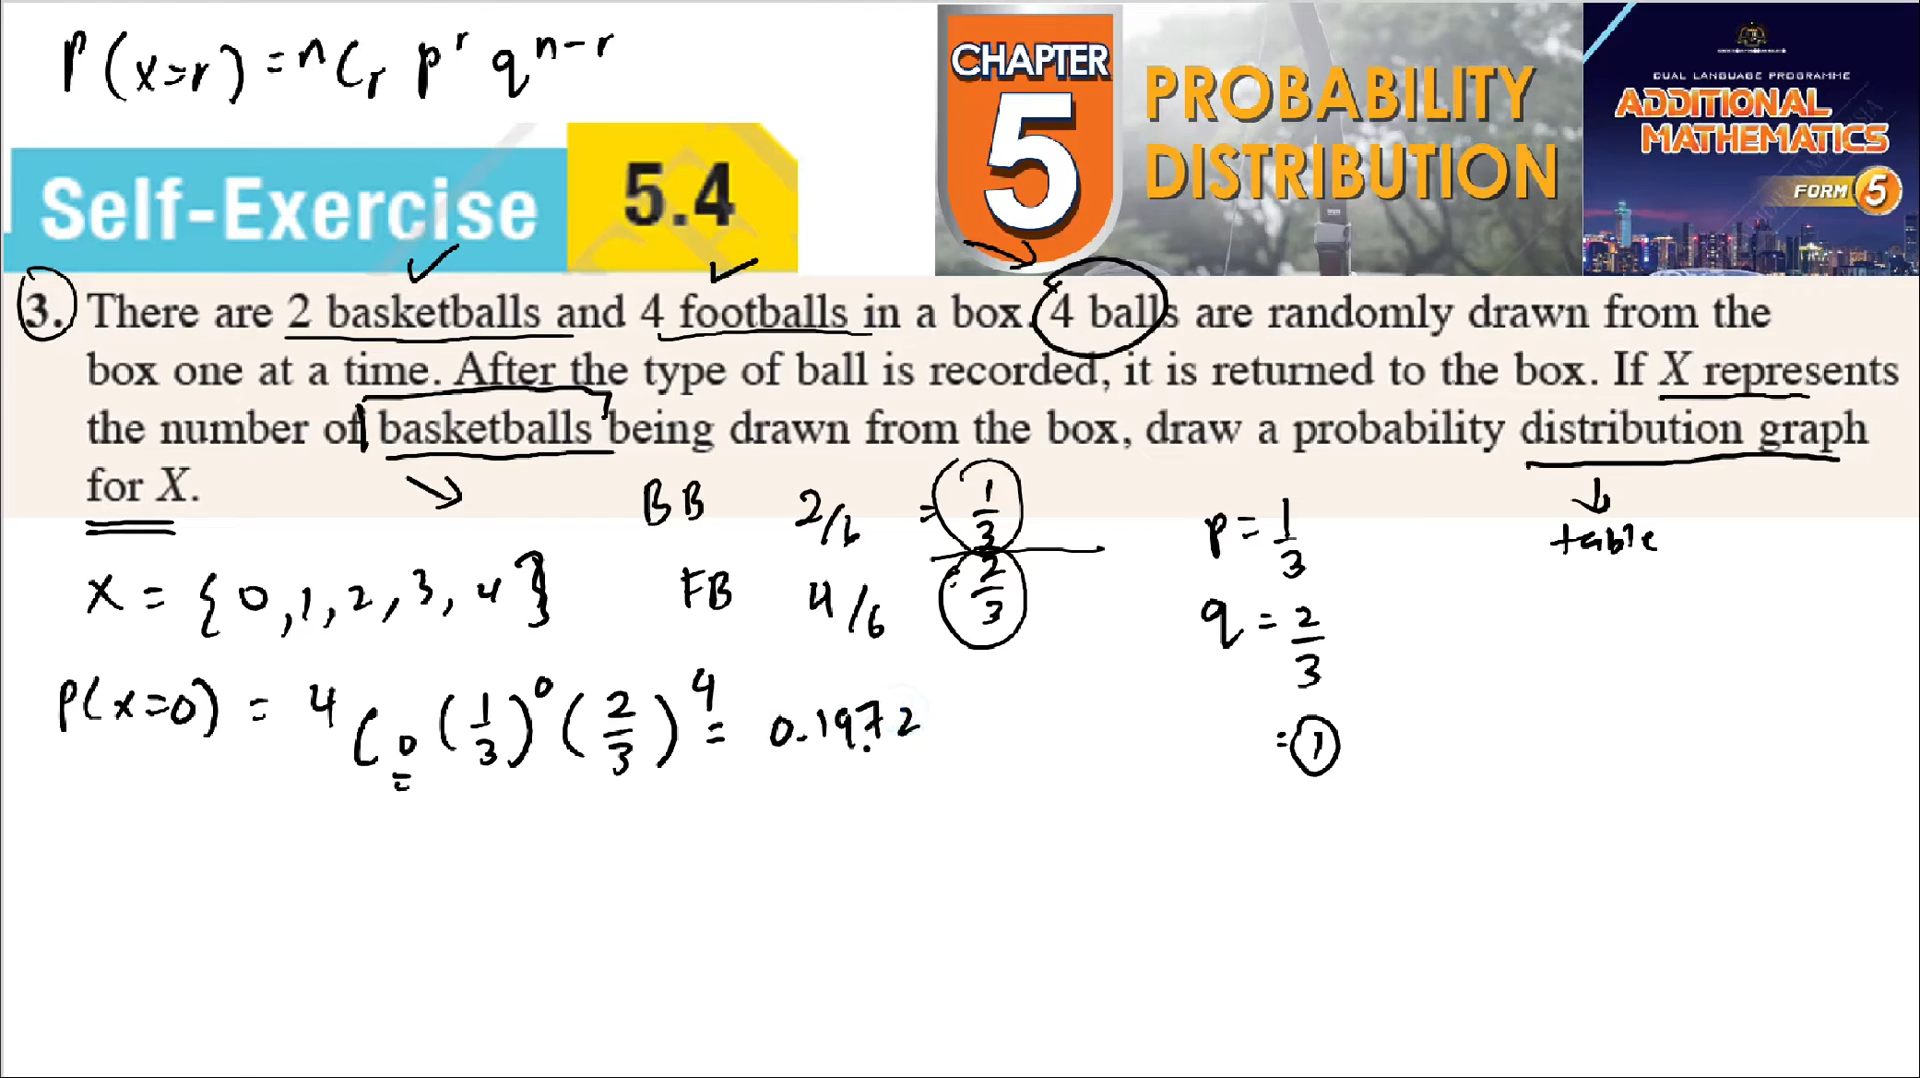 P(x=r) = nCr p^r q^n-r
CHAPTER
5
PROBABILITY
DISTRIBUTION
DUAL LANGUAGE PROGRAMME
ADDITIONAL
MATHEMATICS
FORM 5
Self-Exercise 5.4
3. There are 2 basketballs and 4 footballs in a box. 4 balls are randomly drawn from the
box one at a time. After the type of ball is recorded, it is returned to the box. If X represents
the number of basketballs being drawn from the box, draw a probability distribution graph
for X.
BB 2/6 = 1/3
FB 4/6 = 2/3
p = 1/3
q = 2/3
= 1
table
X = {0, 1, 2, 3, 4}
P(x=0) = 4C0 (1/3)^0 (2/3)^4 = 0.1972